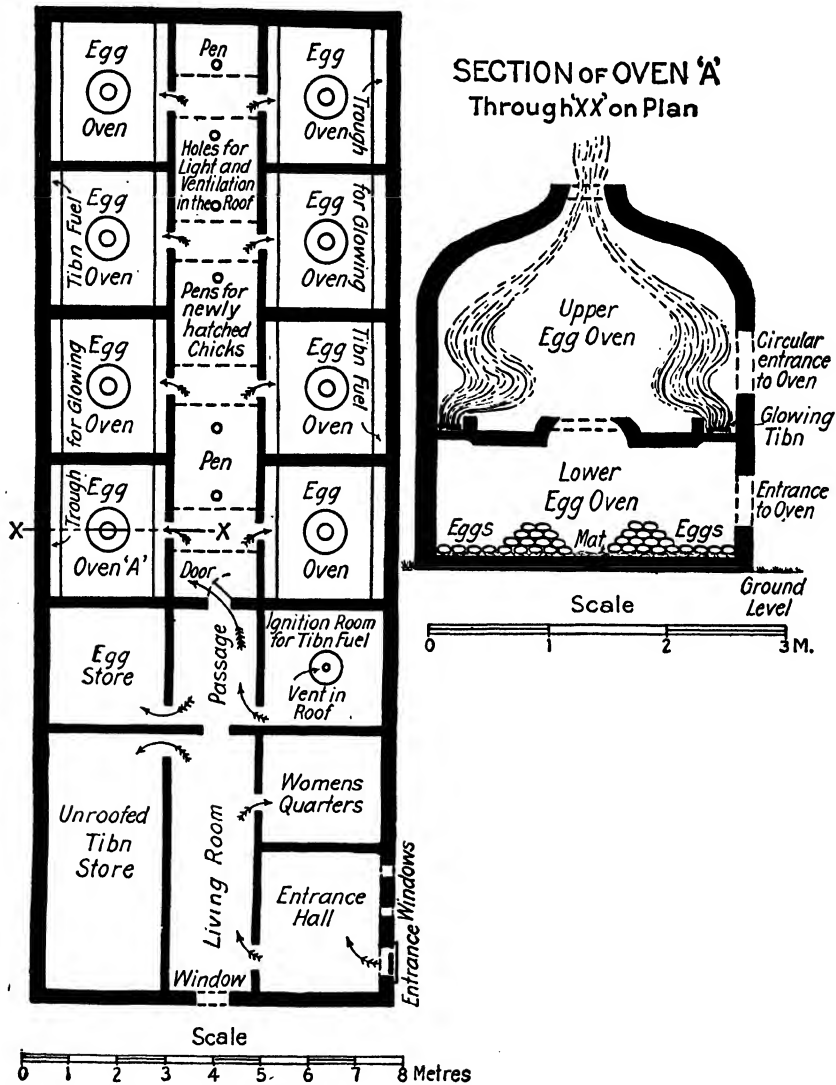 Egg
Oven
Pen
Egg
Oven
Trough
Holes for
Light and
Ventilation
in the Roof
Egg
Oven
Tibn Fuel
Egg
Oven
for Glowing
Pens for
newly
hatched
Chicks
Egg
Oven
for Glowing
Egg
Oven
Tibn Fuel
Pen
Egg
Oven 'A'
Trough
X
X
Egg
Oven
Door
Egg
Store
Passage
Ignition Room
for Tibn Fuel
Vent in
Roof
Unroofed
Tibn
Store
Living Room
Womens
Quarters
Entrance
Hall
Windows
Entrance
Window
Scale
0 1 2 3 4 5 6 7 8 Metres
SECTION OF OVEN 'A'
Through 'XX' on Plan
Upper
Egg Oven
Circular
entrance
to Oven
Glowing
Tibn
Lower
Egg Oven
Entrance
to Oven
Eggs
Mat
Eggs
Ground
Level
Scale
0 1 2 3 M.